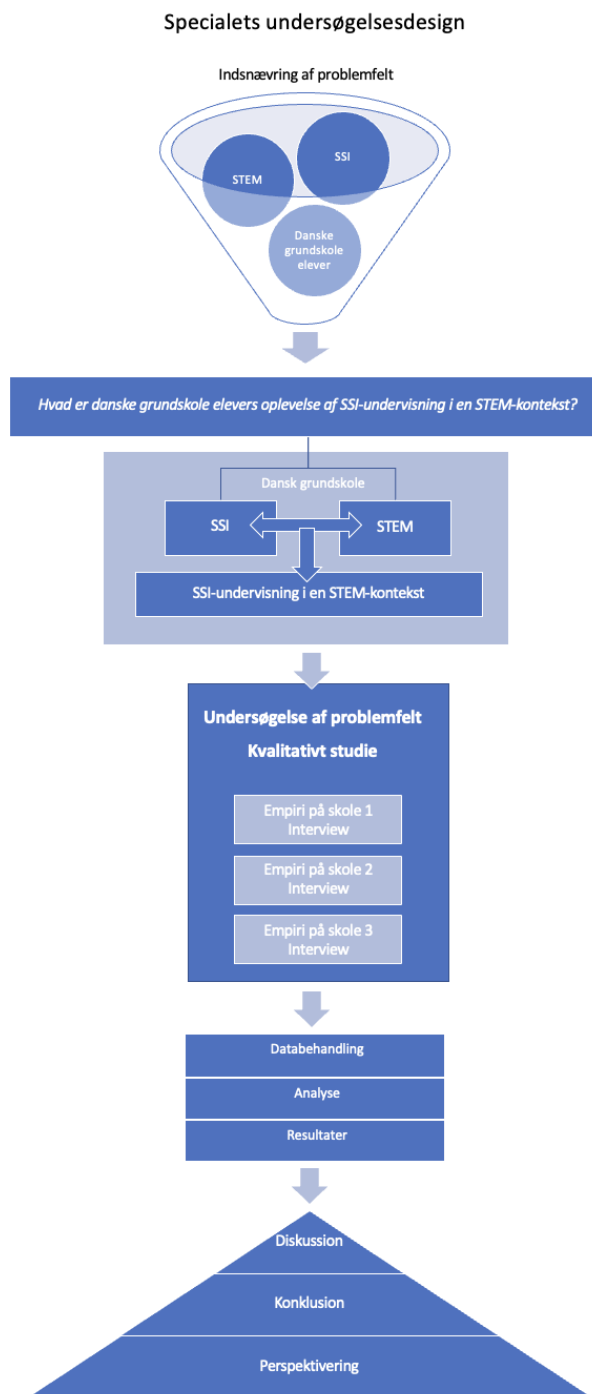 Specialets undersøgelsesdesign
Indsnævring af problemfelt
SSI
STEM
Danske
grundskole
elever
Hvad er danske grundskole elevers oplevelse af SSI-undervisning i en STEM-kontekst?
Dansk grundskole
SSI
STEM
SSI-undervisning i en STEM-kontekst
Undersøgelse af problemfelt
Kvalitativt studie
Empiri på skole 1
Interview
Empiri på skole 2
Interview
Empiri på skole 3
Interview
Databehandling
Analyse
Resultater
Diskussion
Konklusion
Perspektivering